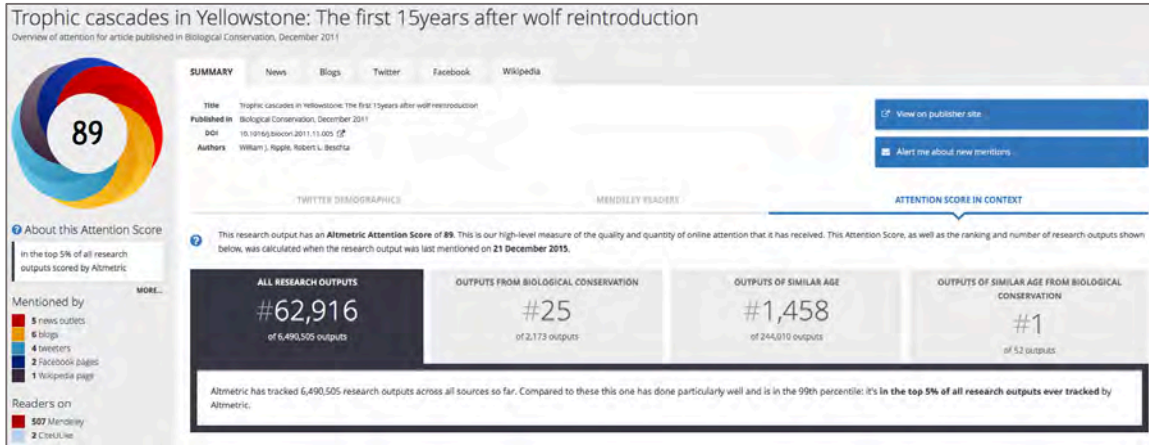 Trophic cascades in Yellowstone: The first 15years after wolf reintroduction
Overview of attention for article published in Biological Conservation, December 2011
89
SUMMARY News Blogs Twitter Facebook Wikipedia
Title Trophic cascades in Yellowstone: The first 15years after wolf reintroduction
Published in Biological Conservation, December 2011
DOI 10.1016/j.biocon.2011.11.005
Authors William J. Ripple, Robert L. Beschta
View on publisher site
Alert me about new mentions
TWITTER DEMOGRAPHICS MENDELEY READERS ATTENTION SCORE IN CONTEXT
About this Attention Score
In the top 5% of all research
outputs scored by Altmetric
MORE...
Mentioned by
5 news outlets
6 blogs
4 tweeters
2 Facebook pages
1 Wikipedia page
Readers on
507 Mendeley
2 CiteULike
This research output has an Altmetric Attention Score of 89. This is our high-level measure of the quality and quantity of online attention that it has received. This Attention Score, as well as the ranking and number of research outputs shown
below, was calculated when the research output was last mentioned on 21 December 2015.
ALL RESEARCH OUTPUTS
#62,916
of 6,490,505 outputs
OUTPUTS FROM BIOLOGICAL CONSERVATION
#25
of 2,173 outputs
OUTPUTS OF SIMILAR AGE
#1,458
of 244,010 outputs
OUTPUTS OF SIMILAR AGE FROM BIOLOGICAL
CONSERVATION
#1
of 52 outputs
Altmetric has tracked 6,490,505 research outputs across all sources so far. Compared to these this one has done particularly well and is in the 99th percentile: it's in the top 5% of all research outputs ever tracked by
Altmetric.